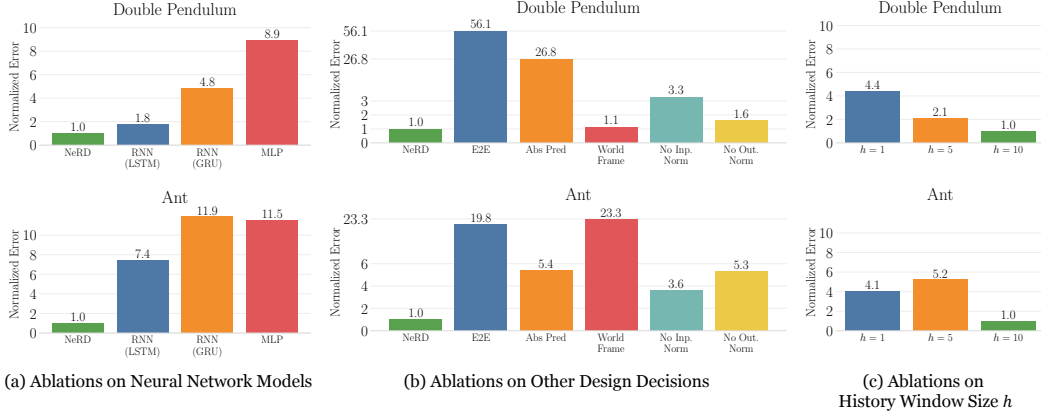 Double Pendulum
Normalized Error
10
8
6
4
2
0
1.0
1.8
4.8
8.9
NeRD
RNN
(LSTM)
RNN
(GRU)
MLP
Ant
Normalized Error
10
8
6
4
2
0
1.0
7.4
11.9
11.5
NeRD
RNN
(LSTM)
RNN
(GRU)
MLP
(a) Ablations on Neural Network Models
Double Pendulum
Normalized Error
56.1
26.8
3
2
1
0
1.0
56.1
26.8
1.1
3.3
1.6
NeRD
E2E
Abs Pred
World
Frame
No Inp.
Norm
No Out.
Norm
Ant
Normalized Error
23.3
6
4
2
0
1.0
19.8
5.4
23.3
3.6
5.3
NeRD
E2E
Abs Pred
World
Frame
No Inp.
Norm
No Out.
Norm
(b) Ablations on Other Design Decisions
Double Pendulum
Normalized Error
10
8
6
4
2
0
4.4
2.1
1.0
h = 1
h = 5
h = 10
Ant
Normalized Error
10
8
6
4
2
0
4.1
5.2
1.0
h = 1
h = 5
h = 10
(c) Ablations on
History Window Size h